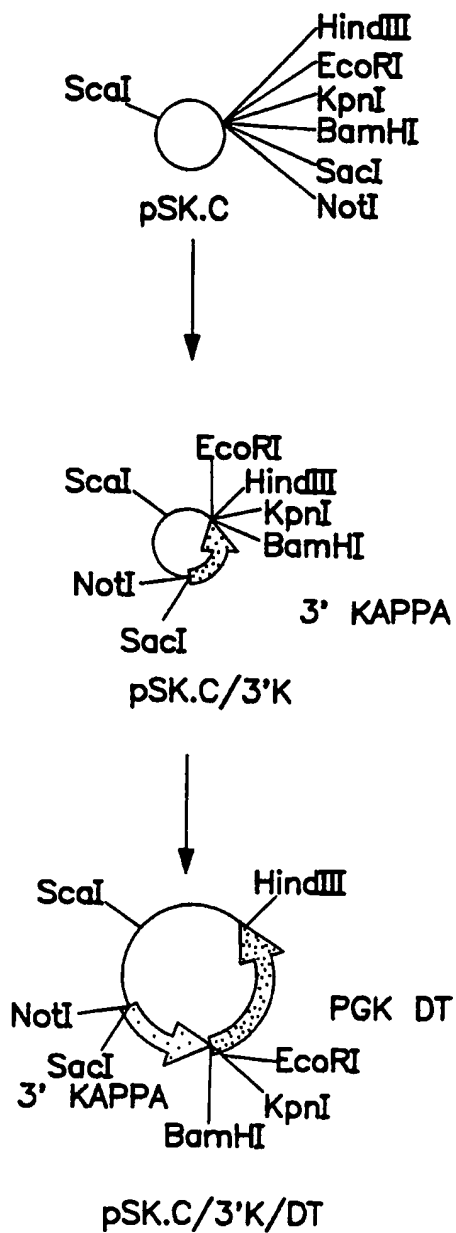 HindIII
EcoRI
ScaI
KpnI
BamHI
SacI
NotI
pSK.C
EcoRI
ScaI
HindIII
KpnI
BamHI
NotI
3' KAPPA
SacI
pSK.C/3'K
ScaI
HindIII
NotI
PGK DT
SacI
EcoRI
3' KAPPA
KpnI
BamHI
pSK.C/3'K/DT